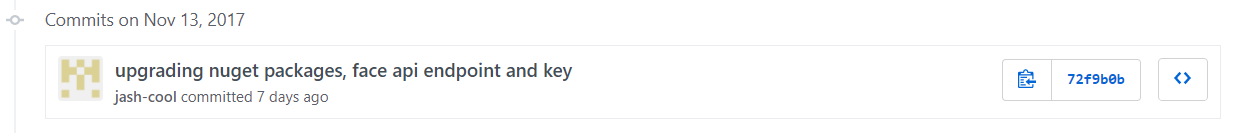 Commits on Nov 13, 2017
upgrading nuget packages, face api endpoint and key
jash-cool committed 7 days ago
72f9b0b